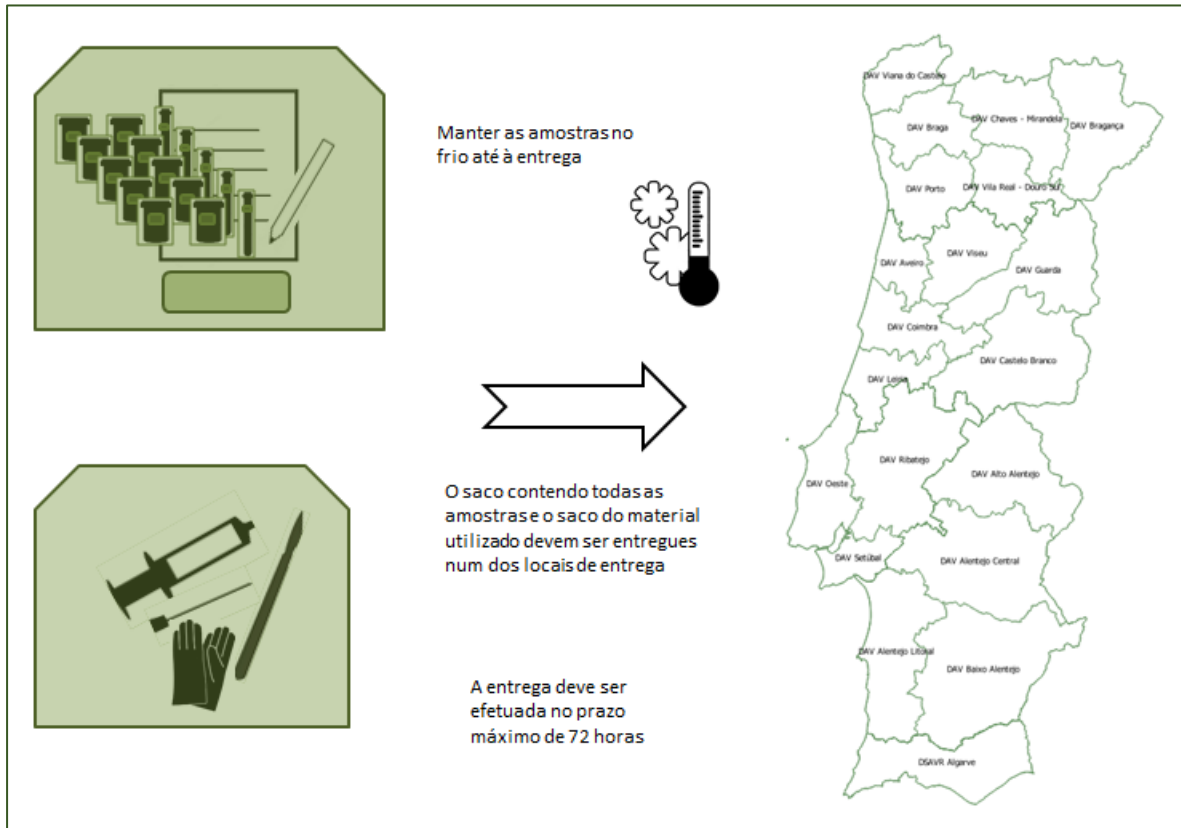 Manter as amostras no
frio até à entrega
O saco contendo todas as
amostras e o saco do material
utilizado devem ser entregues
num dos locais de entrega
A entrega deve ser
efetuada no prazo
máximo de 72 horas
DAV Viana do Castelo
DAV Braga
DAV Chaves - Mirandela
DAV Bragança
DAV Porto
DAV Vila Real - Douro Sul
DAV Aveiro
DAV Viseu
DAV Guarda
DAV Coimbra
DAV Castelo Branco
DAV Leiria
DAV Ribatejo
DAV Alto Alentejo
DAV Oeste
DAV Setúbal
DAV Alentejo Central
DAV Alentejo Litoral
DAV Baixo Alentejo
DSAVR Algarve